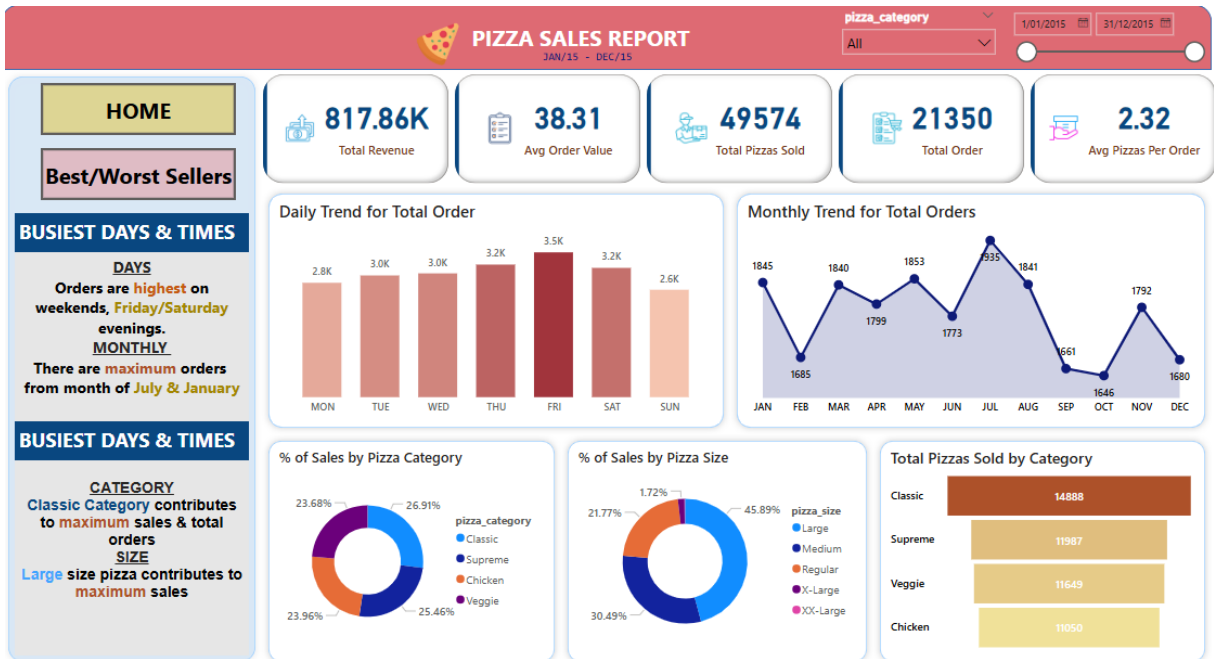 PIZZA SALES REPORT
JAN/15 - DEC/15
pizza_category
All
1/01/2015
31/12/2015
HOME
Best/Worst Sellers
BUSIEST DAYS & TIMES
DAYS
Orders are highest on
weekends, Friday/Saturday
evenings.
MONTHLY
There are maximum orders
from month of July & January
BUSIEST DAYS & TIMES
CATEGORY
Classic Category contributes
to maximum sales & total
orders
SIZE
Large size pizza contributes to
maximum sales
817.86K
Total Revenue
38.31
Avg Order Value
49574
Total Pizzas Sold
21350
Total Order
2.32
Avg Pizzas Per Order
Daily Trend for Total Order
2.8K
3.0K
3.0K
3.2K
3.5K
3.2K
2.6K
MON
TUE
WED
THU
FRI
SAT
SUN
Monthly Trend for Total Orders
1845
1685
1840
1799
1853
1773
1935
1841
1661
1646
1792
1680
JAN
FEB
MAR
APR
MAY
JUN
JUL
AUG
SEP
OCT
NOV
DEC
% of Sales by Pizza Category
23.68%
26.91%
23.96%
25.46%
pizza_category
Classic
Supreme
Chicken
Veggie
% of Sales by Pizza Size
1.72%
21.77%
45.89%
30.49%
pizza_size
Large
Medium
Regular
X-Large
XX-Large
Total Pizzas Sold by Category
Classic
14888
Supreme
11987
Veggie
11649
Chicken
11050